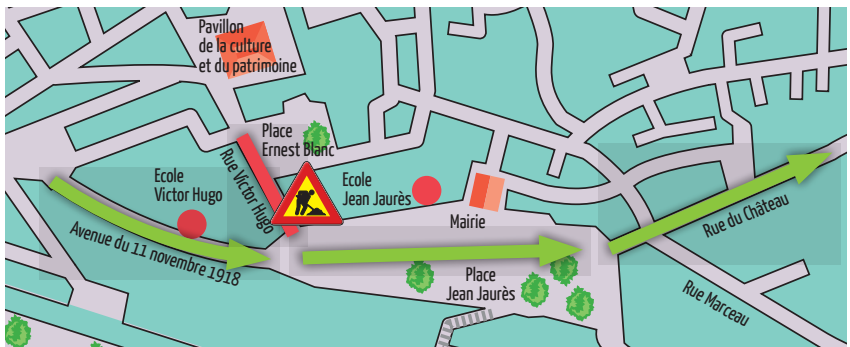 Pavillon
de la culture
et du patrimoine
Place
Ernest Blanc
Rue Victor Hugo
Ecole
Victor Hugo
Ecole
Jean Jaurès
Mairie
Avenue du 11 novembre 1918
Place
Jean Jaurès
Rue du Château
Rue Marceau